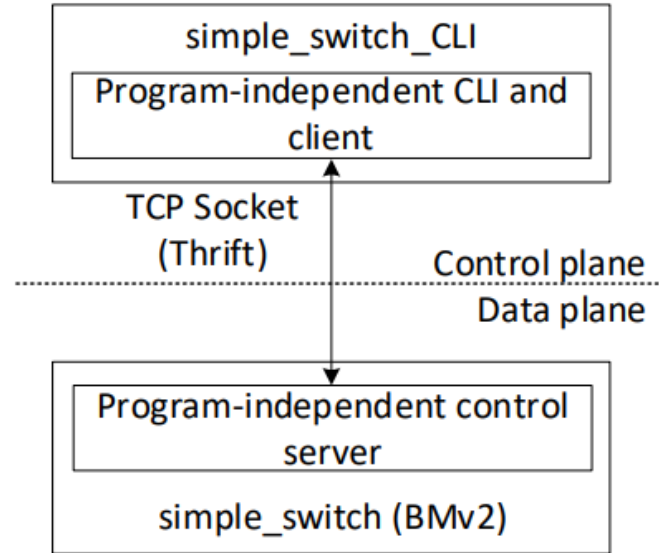 simple_switch_CLI
Program-independent CLI and
client
TCP Socket
(Thrift)
Control plane
Data plane
Program-independent control
server
simple_switch (BMv2)